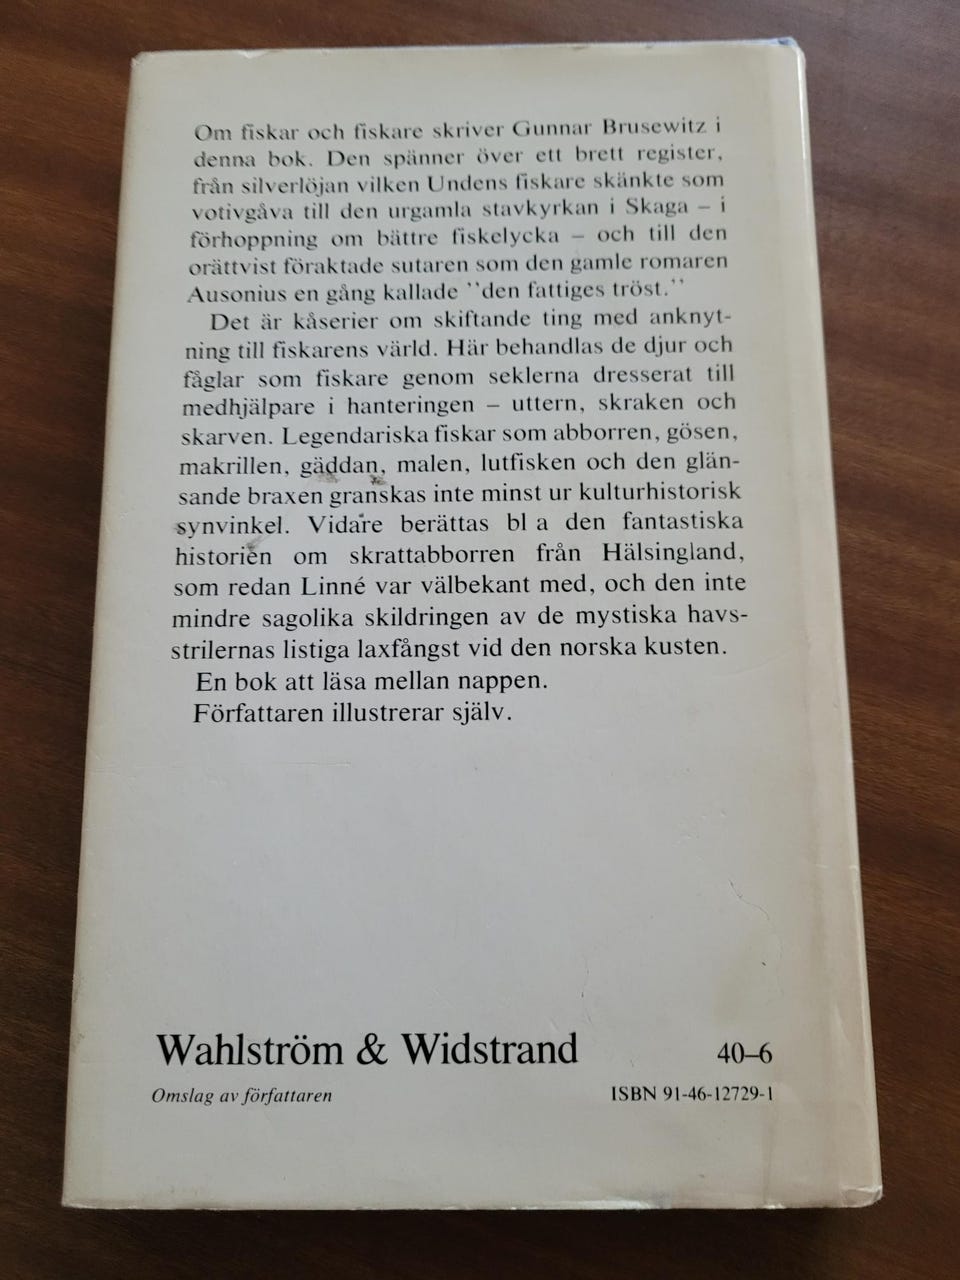 Om fiskar och fiskare skriver Gunnar Brusewitz i
denna bok. Den spänner över ett brett register,
från silverlöjan vilken Undens fiskare skänkte som
votivgåva till den urgamla stavkyrkan i Skaga – i
förhoppning om bättre fiskelycka – och till den
orättvist föraktade sutaren som den gamle romaren
Ausonius en gång kallade ''den fattiges tröst.''
Det är kåserier om skiftande ting med anknyt-
ning till fiskarens värld. Här behandlas de djur och
fåglar som fiskare genom seklerna dresserat till
medhjälpare i hanteringen – uttern, skraken och
skarven. Legendariska fiskar som abborren, gösen,
makrillen, gäddan, malen, lutfisken och den glän-
sande braxen granskas inte minst ur kulturhistorisk
synvinkel. Vidare berättas bl a den fantastiska
historien om skrattabborren från Hälsingland,
som redan Linné var välbekant med, och den inte
mindre sagolika skildringen av de mystiska havs-
strilernas listiga laxfångst vid den norska kusten.
En bok att läsa mellan nappen.
Författaren illustrerar själv.
Wahlström & Widstrand 40–6
Omslag av författaren ISBN 91-46-12729-1